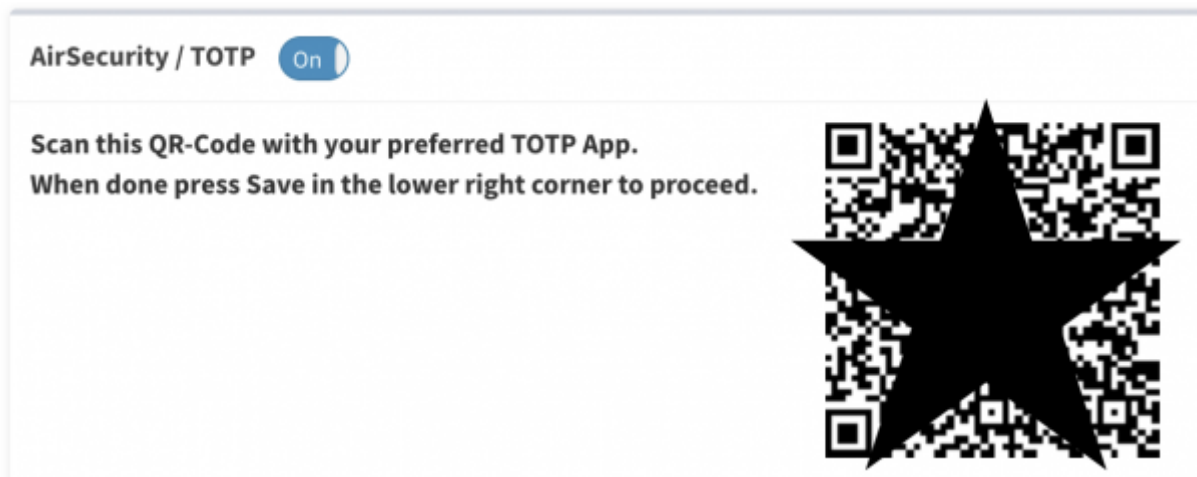 AirSecurity / TOTP On
Scan this QR-Code with your preferred TOTP App.
When done press Save in the lower right corner to proceed.